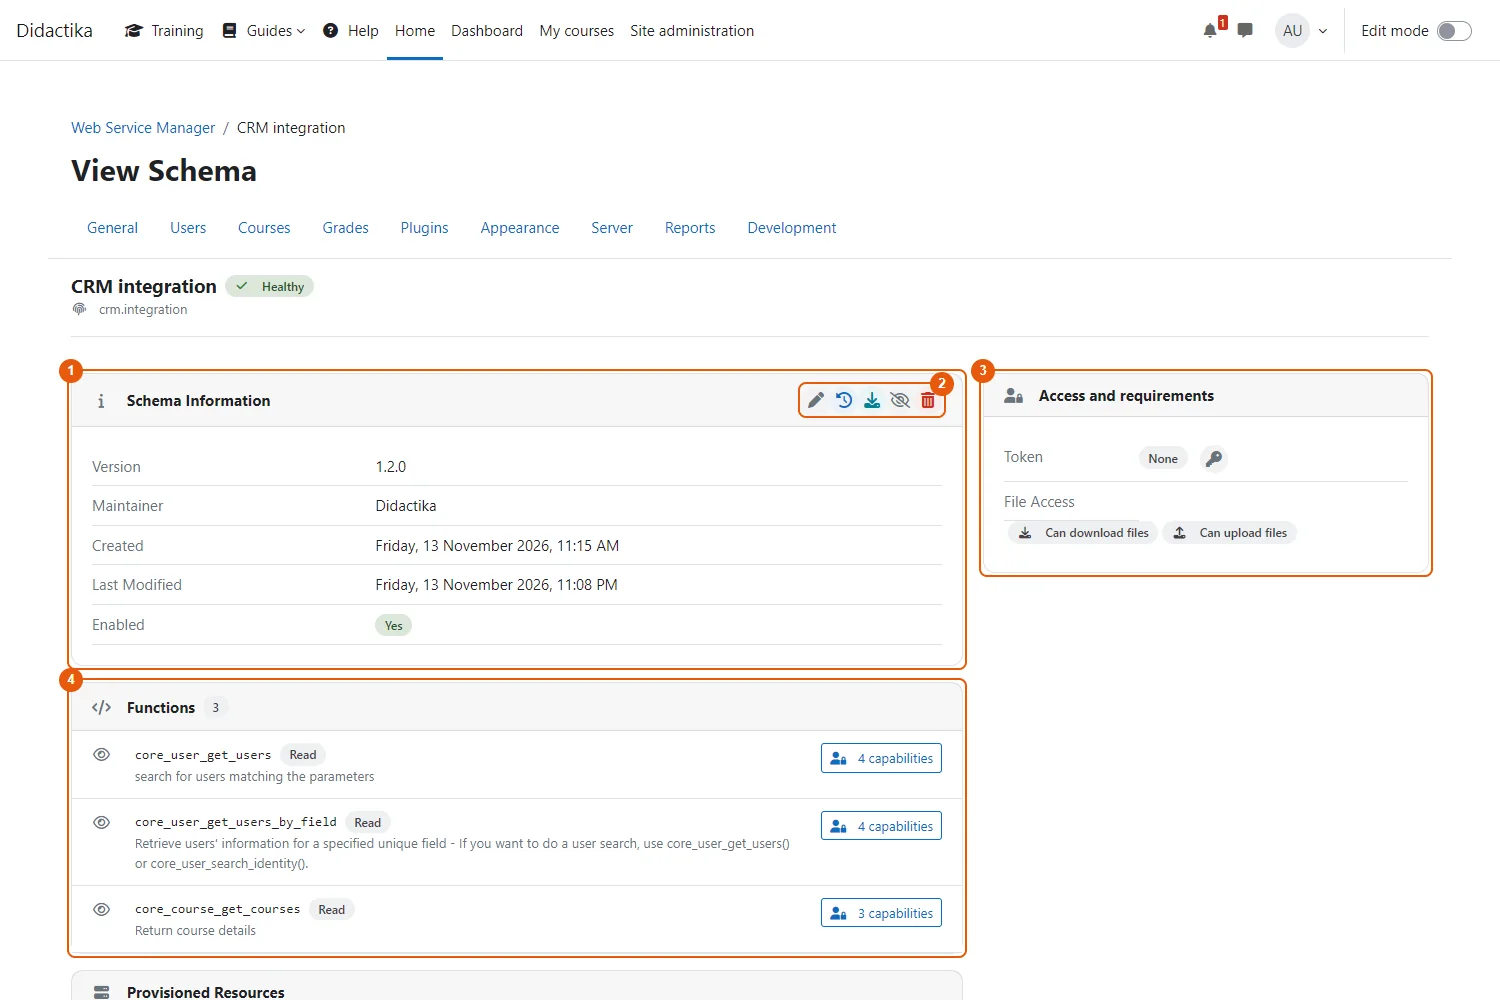 Didactika
Training
Guides
Help
Home
Dashboard
My courses
Site administration
1
AU
Edit mode
Web Service Manager / CRM integration
View Schema
General
Users
Courses
Grades
Plugins
Appearance
Server
Reports
Development
CRM integration
Healthy
crm.integration
1
Schema Information
2
Version 1.2.0
Maintainer Didactika
Created Friday, 13 November 2026, 11:15 AM
Last Modified Friday, 13 November 2026, 11:08 PM
Enabled Yes
3
Access and requirements
Token None
File Access
Can download files
Can upload files
4
Functions 3
core_user_get_users Read
search for users matching the parameters
4 capabilities
core_user_get_users_by_field Read
Retrieve users' information for a specified unique field - If you want to do a user search, use core_user_get_users()
or core_user_search_identity().
4 capabilities
core_course_get_courses Read
Return course details
3 capabilities
Provisioned Resources